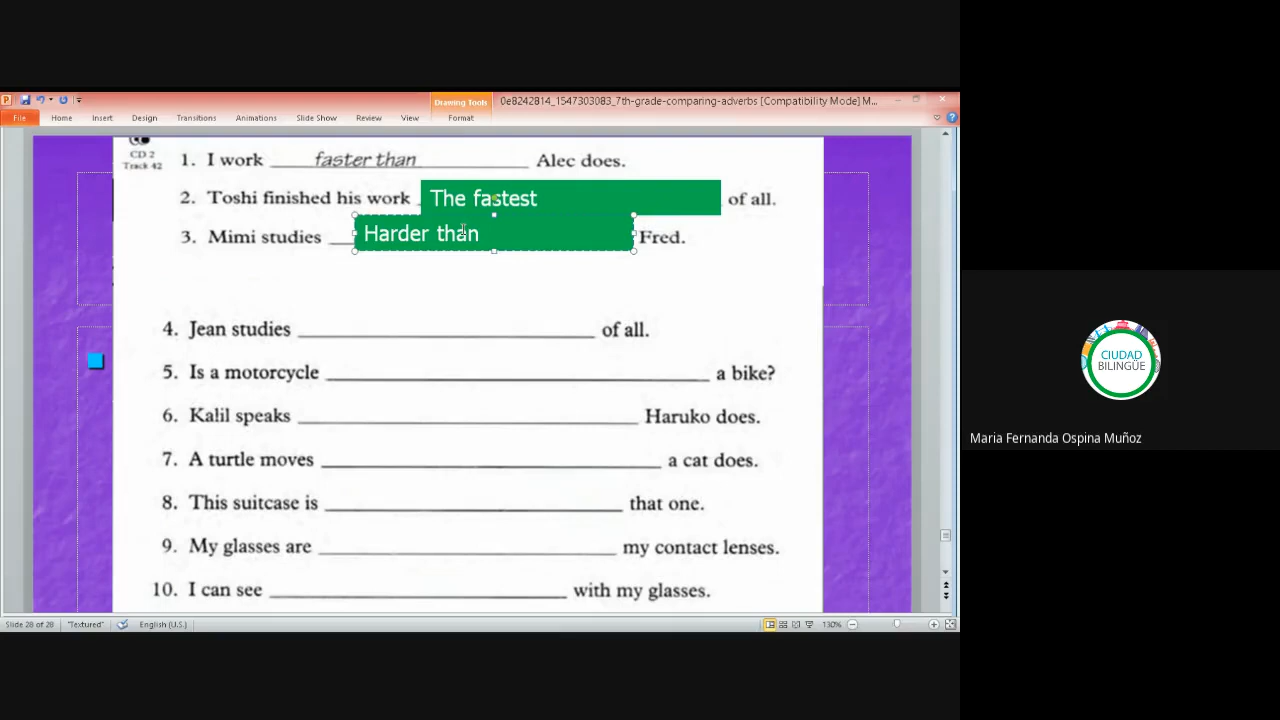 Drawing Tools
0e8242814_1547303083_7th-grade-comparing-adverbs [Compatibility Mode] M...
File Home Insert Design Transitions Animations Slide Show Review View Format
CD 2
Track 42
1. I work faster than Alec does.
2. Toshi finished his work The fastest of all.
3. Mimi studies Harder than Fred.
4. Jean studies of all.
5. Is a motorcycle a bike?
6. Kalil speaks Haruko does.
7. A turtle moves a cat does.
8. This suitcase is that one.
9. My glasses are my contact lenses.
10. I can see with my glasses.
Slide 28 of 28 "Textured" English (U.S.) 130%
CIUDAD
BILINGÜE
Maria Fernanda Ospina Muñoz